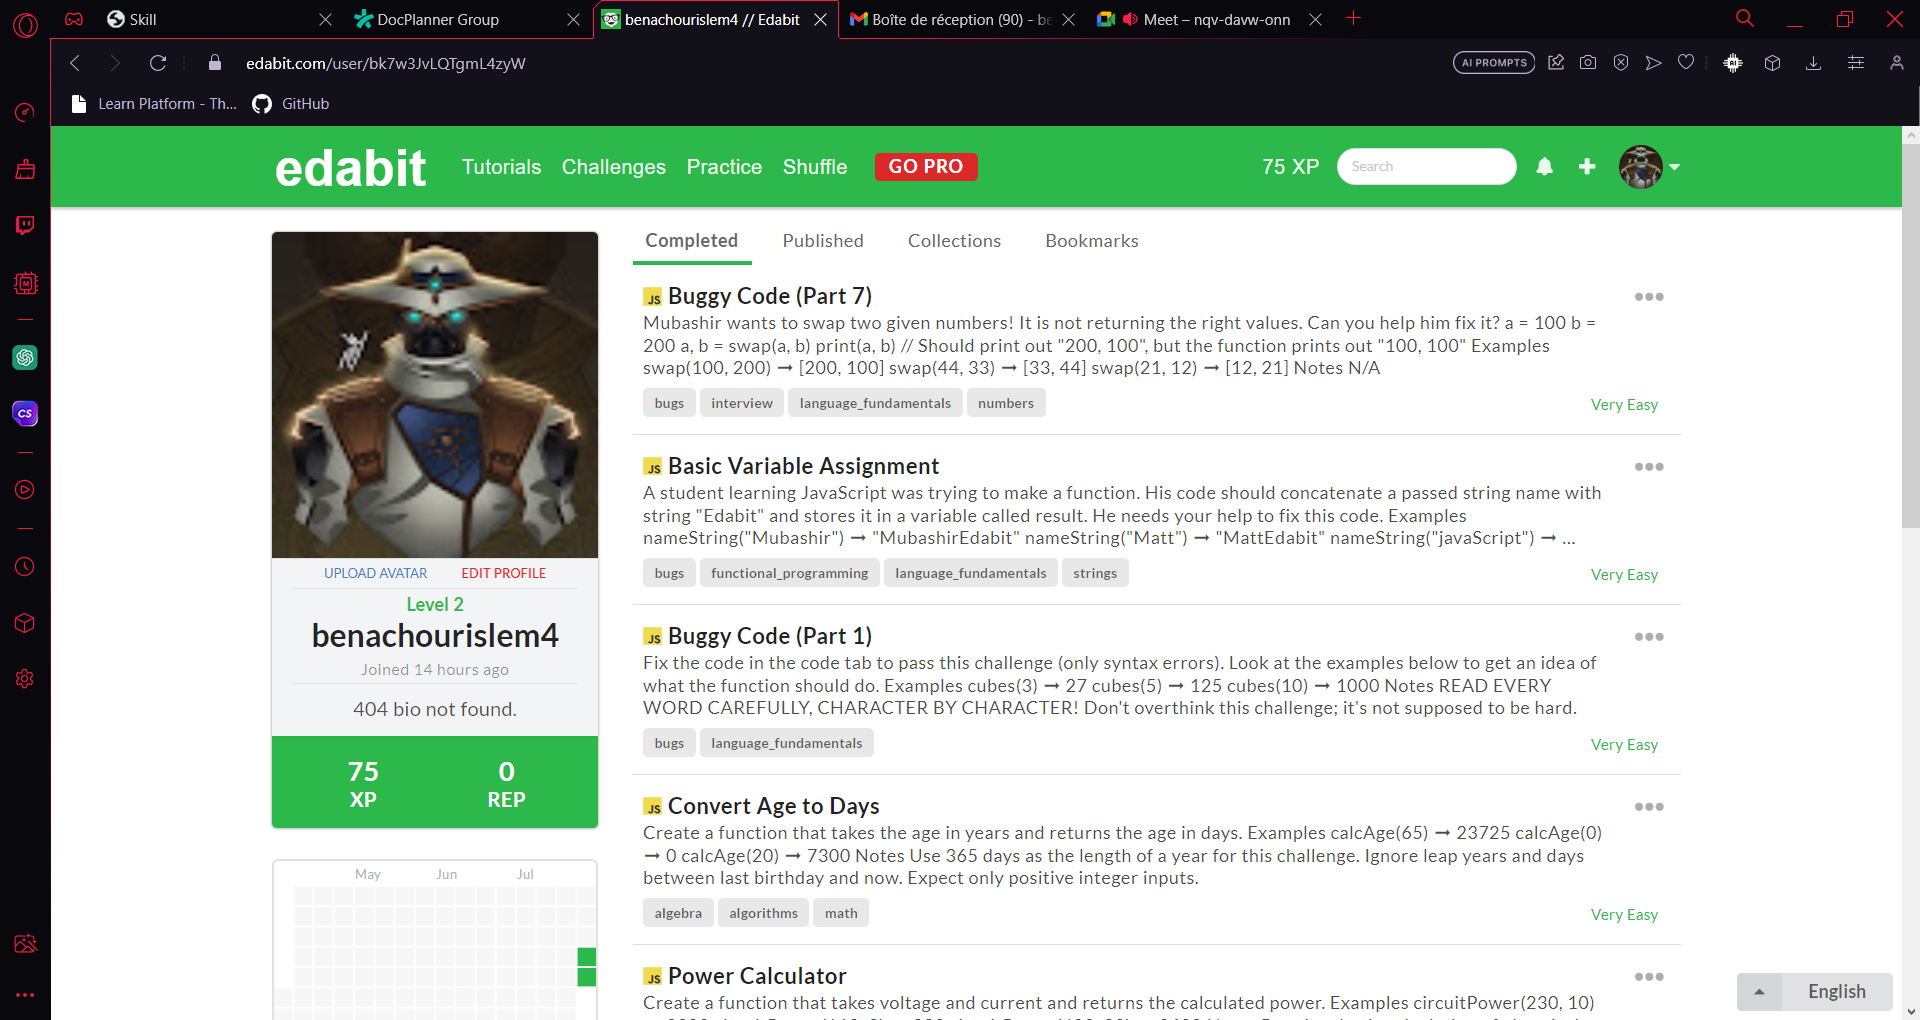 Skill
DocPlanner Group
benachourislem4 // Edabit
Boîte de réception (90) - be
Meet – nqv-davw-onn
edabit.com/user/bk7w3JvLQTgmL4zyW
AI PROMPTS
Learn Platform - Th...
GitHub
edabit
Tutorials
Challenges
Practice
Shuffle
GO PRO
75 XP
Search
UPLOAD AVATAR
EDIT PROFILE
Level 2
benachourislem4
Joined 14 hours ago
404 bio not found.
75
XP
0
REP
May
Jun
Jul
Completed
Published
Collections
Bookmarks
JS Buggy Code (Part 7)
Mubashir wants to swap two given numbers! It is not returning the right values. Can you help him fix it? a = 100 b =
200 a, b = swap(a, b) print(a, b) // Should print out "200, 100", but the function prints out "100, 100" Examples
swap(100, 200) ➞ [200, 100] swap(44, 33) ➞ [33, 44] swap(21, 12) ➞ [12, 21] Notes N/A
bugs
interview
language_fundamentals
numbers
Very Easy
JS Basic Variable Assignment
A student learning JavaScript was trying to make a function. His code should concatenate a passed string name with
string "Edabit" and stores it in a variable called result. He needs your help to fix this code. Examples
nameString("Mubashir") ➞ "MubashirEdabit" nameString("Matt") ➞ "MattEdabit" nameString("javaScript") ➞ ...
bugs
functional_programming
language_fundamentals
strings
Very Easy
JS Buggy Code (Part 1)
Fix the code in the code tab to pass this challenge (only syntax errors). Look at the examples below to get an idea of
what the function should do. Examples cubes(3) ➞ 27 cubes(5) ➞ 125 cubes(10) ➞ 1000 Notes READ EVERY
WORD CAREFULLY, CHARACTER BY CHARACTER! Don't overthink this challenge; it's not supposed to be hard.
bugs
language_fundamentals
Very Easy
JS Convert Age to Days
Create a function that takes the age in years and returns the age in days. Examples calcAge(65) ➞ 23725 calcAge(0)
➞ 0 calcAge(20) ➞ 7300 Notes Use 365 days as the length of a year for this challenge. Ignore leap years and days
between last birthday and now. Expect only positive integer inputs.
algebra
algorithms
math
Very Easy
JS Power Calculator
Create a function that takes voltage and current and returns the calculated power. Examples circuitPower(230, 10)
English
CS